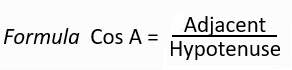 Formula Cos A = Adjacent
Hypotenuse